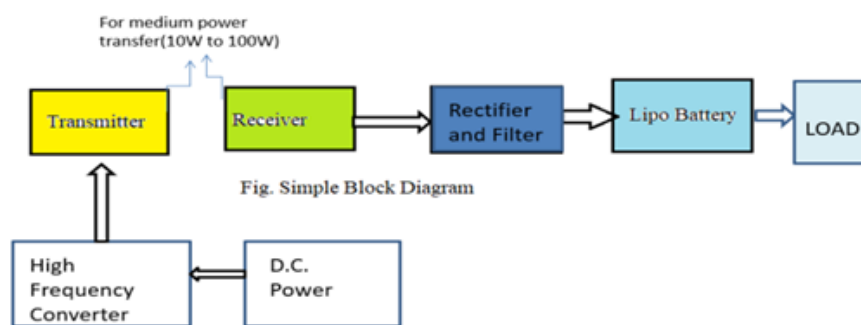 For medium power
transfer(10W to 100W)
Transmitter
Receiver
Rectifier
and Filter
Lipo Battery
LOAD
Fig. Simple Block Diagram
High
Frequency
Converter
D.C.
Power